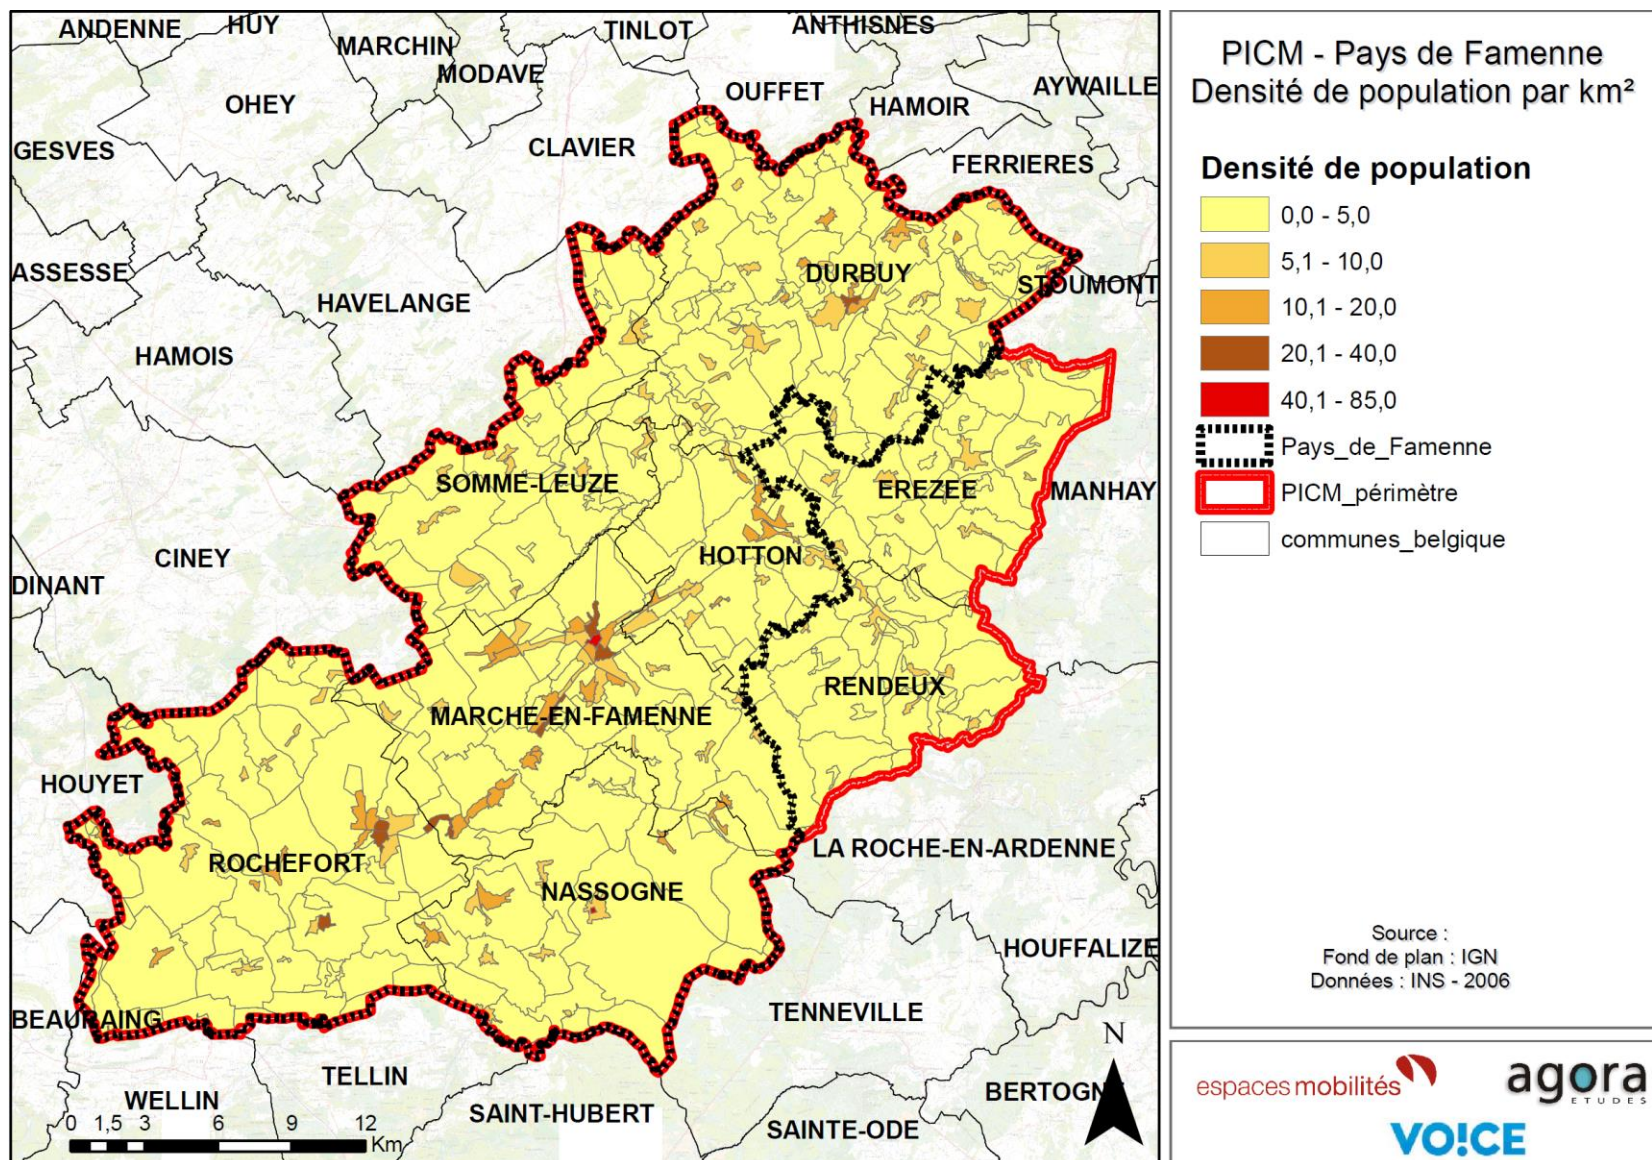 ANDENNE
HUY
MARCHIN
MODAVE
TINLOT
ANTHISNES
OHEY
OUFFET
HAMOIR
AYWAILLE
GESVES
CLAVIER
FERRIERES
ASSESSE
HAVELANGE
DURBUY
STOUMONT
HAMOIS
SOMME-LEUZE
EREZEE
MANHAY
CINEY
HOTTON
DINANT
RENDEUX
MARCHE-EN-FAMENNE
HOUYET
ROCHEFORT
NASSOGNE
LA ROCHE-EN-ARDENNE
HOUFFALIZE
BEAURAING
TENNEVILLE
TELLIN
WELLIN
SAINT-HUBERT
SAINTE-ODE
BERTOGN
N
0 1,5 3 6 9 12
Km
PICM - Pays de Famenne
Densité de population par km²
Densité de population
0,0 - 5,0
5,1 - 10,0
10,1 - 20,0
20,1 - 40,0
40,1 - 85,0
Pays_de_Famenne
PICM_périmètre
communes_belgique
Source :
Fond de plan : IGN
Données : INS - 2006
espaces mobilités
agora
ETUDES
VO!CE